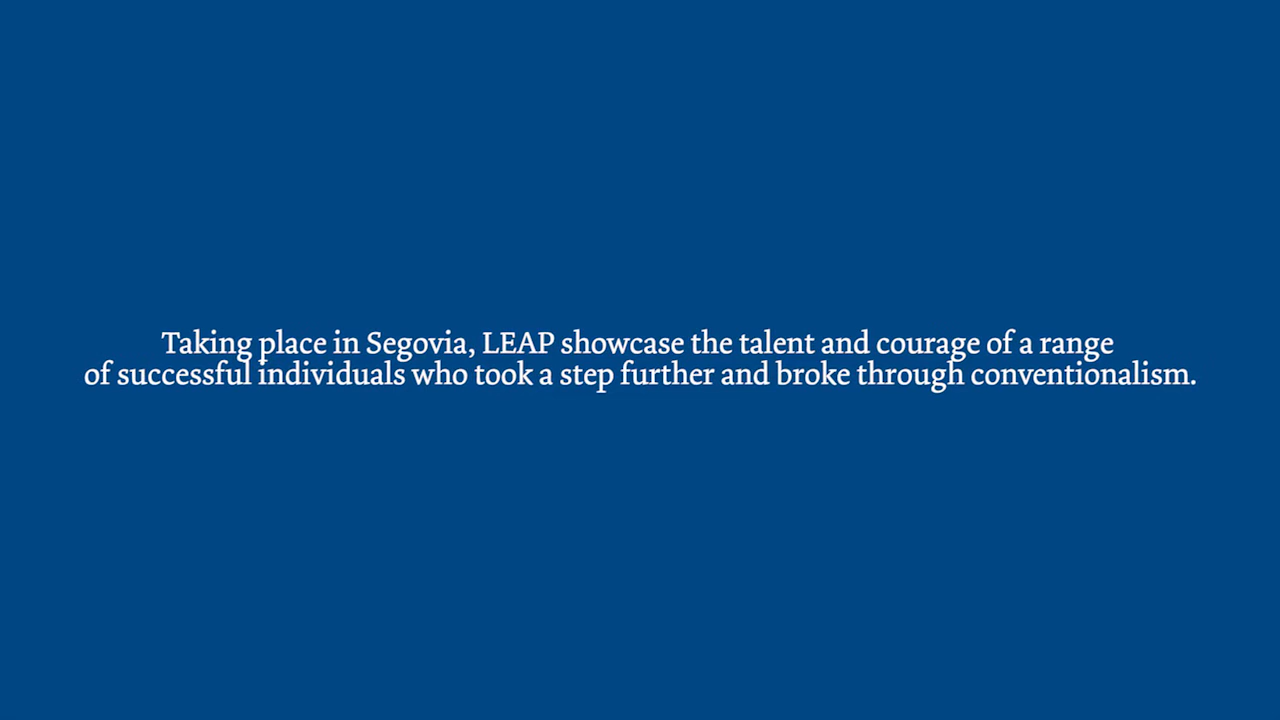 Taking place in Segovia, LEAP showcase the talent and courage of a range
of successful individuals who took a step further and broke through conventionalism.